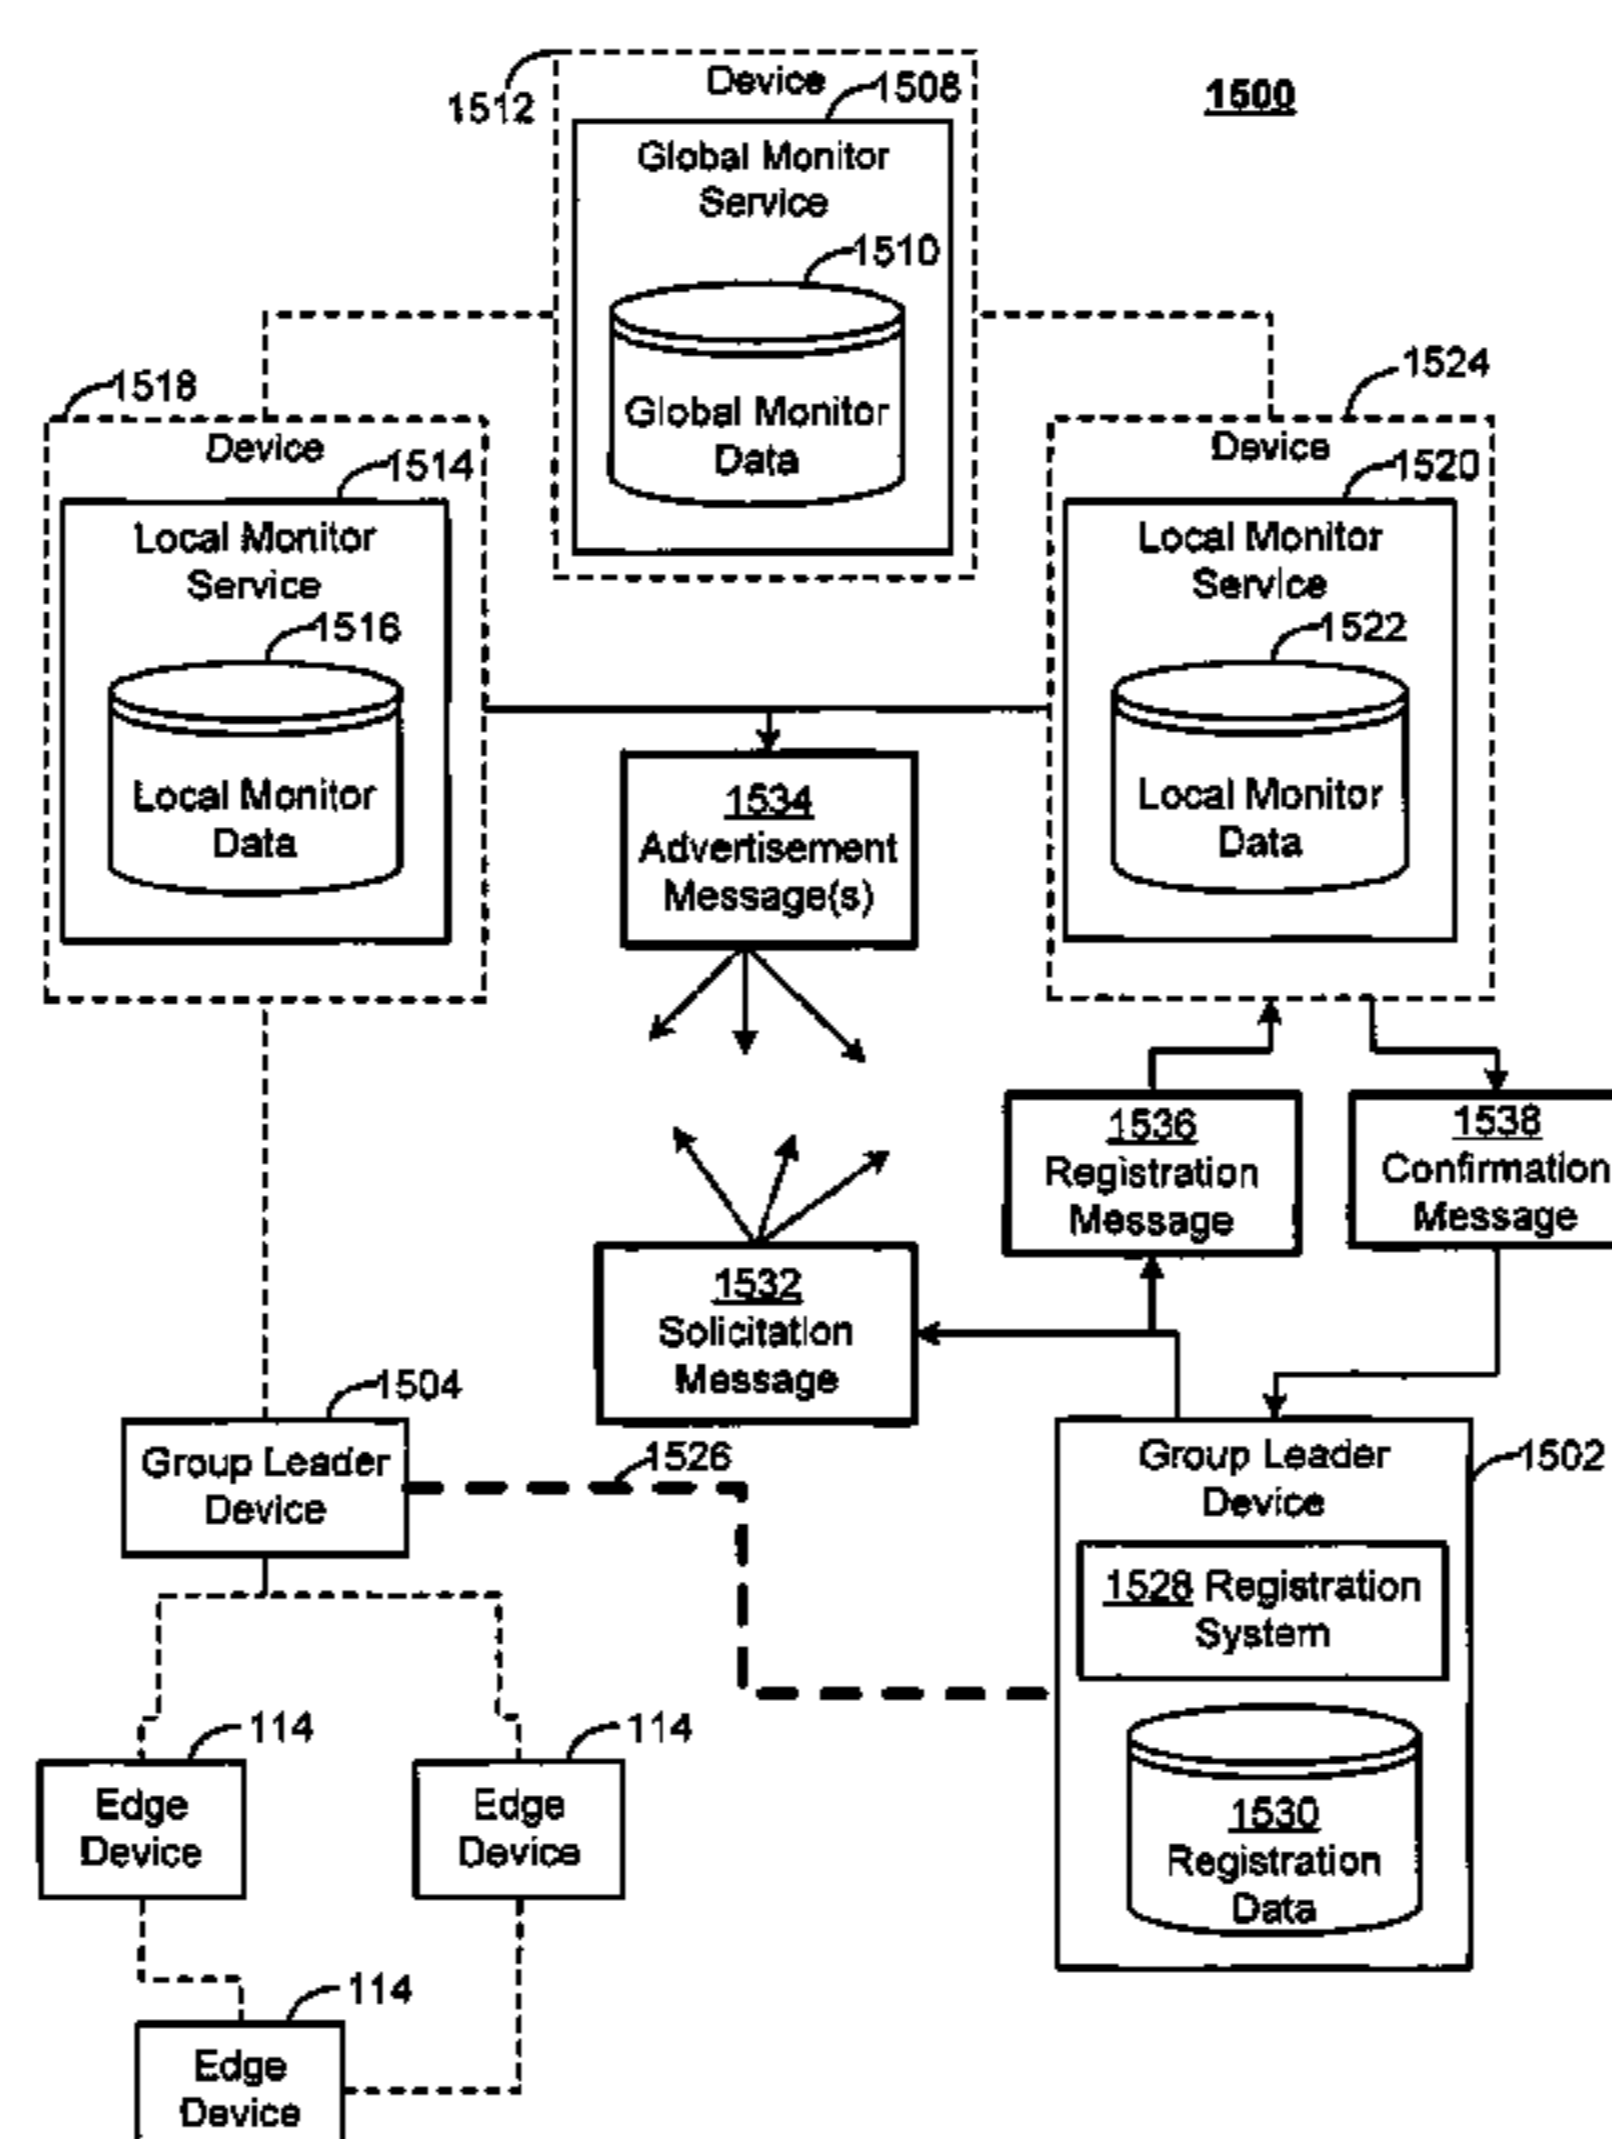 1500
1512
Device
1508
Global Monitor
Service
1510
Global Monitor
Data
1518
Device
1514
Local Monitor
Service
1516
Local Monitor
Data
1524
Device
1520
Local Monitor
Service
1522
Local Monitor
Data
1534
Advertisement
Message(s)
1536
Registration
Message
1538
Confirmation
Message
1532
Solicitation
Message
1504
Group Leader
Device
1526
1502
Group Leader
Device
1528 Registration
System
1530
Registration
Data
114
Edge
Device
114
Edge
Device
114
Edge
Device